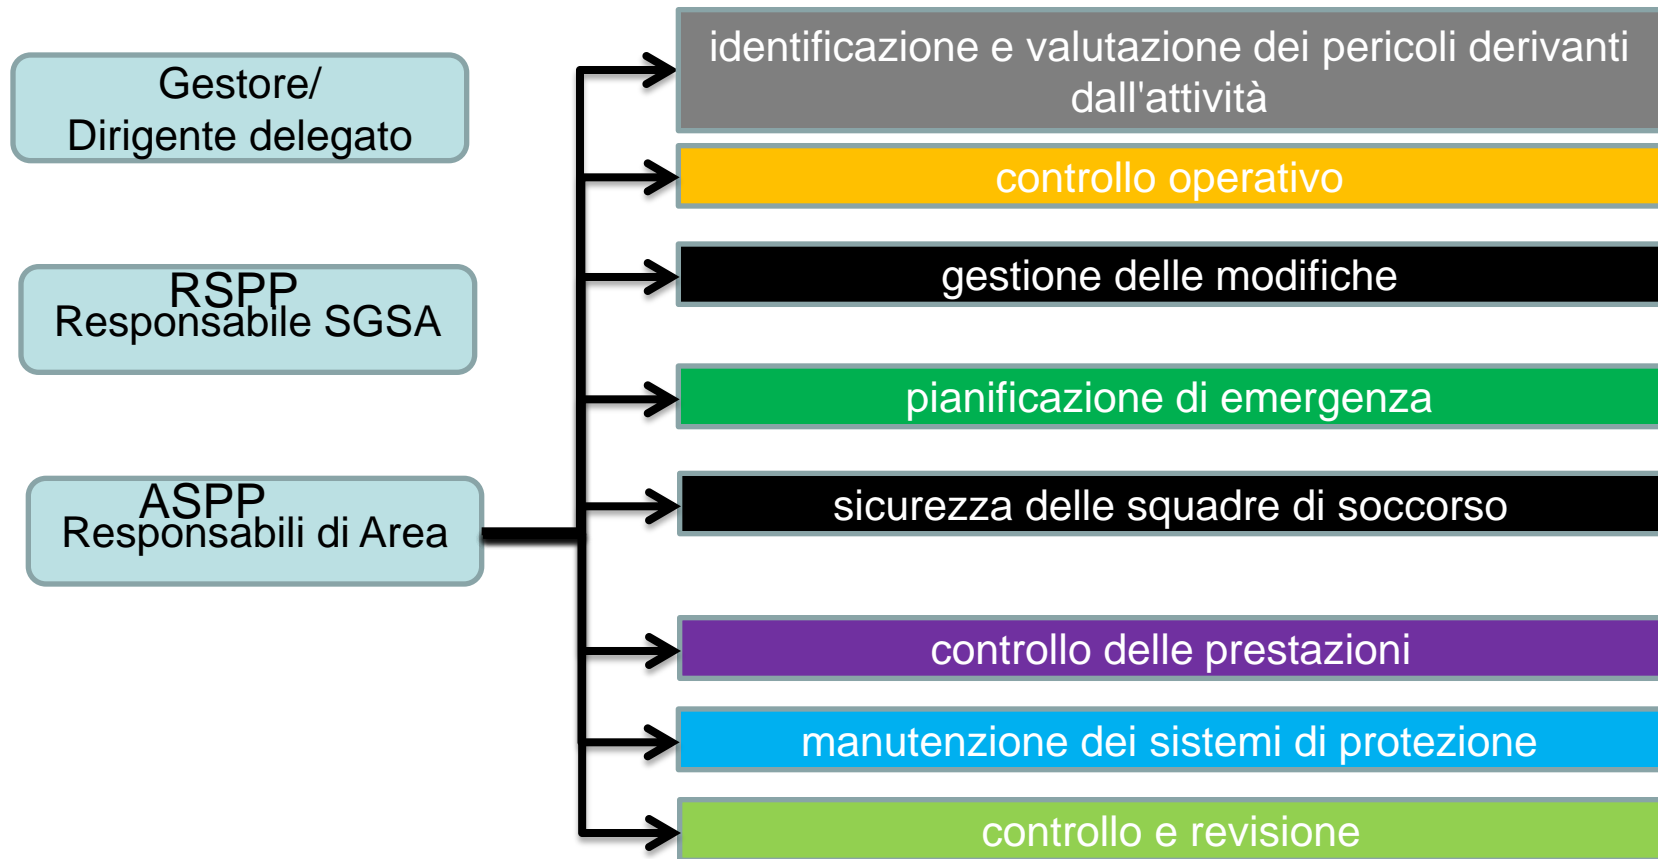 Gestore/
Dirigente delegato
RSPP
Responsabile SGSA
ASPP
Responsabili di Area
identificazione e valutazione dei pericoli derivanti
dall'attività
controllo operativo
gestione delle modifiche
pianificazione di emergenza
sicurezza delle squadre di soccorso
controllo delle prestazioni
manutenzione dei sistemi di protezione
controllo e revisione